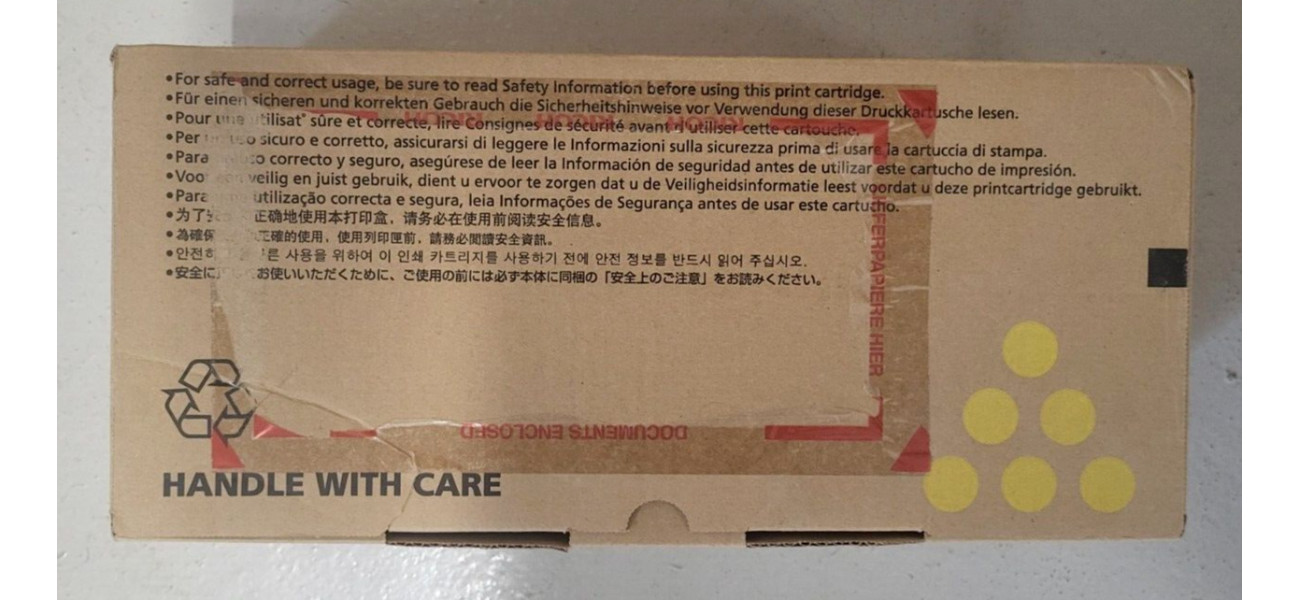 •For safe and correct usage, be sure to read Safety Information before using this print cartridge.
•Für einen sicheren und korrekten Gebrauch die Sicherheitshinweise vor Verwendung dieser Druckkartusche lesen.
•Pour une utilisat° sûre et correcte, lire Consignes de sécurité avant d'utiliser cette cartouche.
RICOH RICOH RICOH
•Per uso sicuro e corretto, assicurarsi di leggere le Informazioni sulla sicurezza prima di usare la cartuccia di stampa.
•Para uso correcto y seguro, asegúrese de leer la Información de seguridad antes de utilizar este cartucho de impresión.
•Voor een veilig en juist gebruik, dient u ervoor te zorgen dat u de Veiligheidsinformatie leest voordat u deze printcartridge gebruikt.
•Para utilização correcta e segura, leia Informações de Segurança antes de usar este cartucho.
•为了 正确地使用本打印盒，请务必在使用前阅读安全信息。
•為確保 正確的使用，使用列印匣前，請務必閱讀安全資訊。
•안전 사용을 위하여 이 인쇄 카트리지를 사용하기 전에 안전 정보를 반드시 읽어 주십시오.
•安全に お使いいただくために、ご使用の前には必ず本体に同梱の「安全上のご注意」をお読みください。
FERPAPIERE HIER
DOCUMENTS ENCLOSED
HANDLE WITH CARE